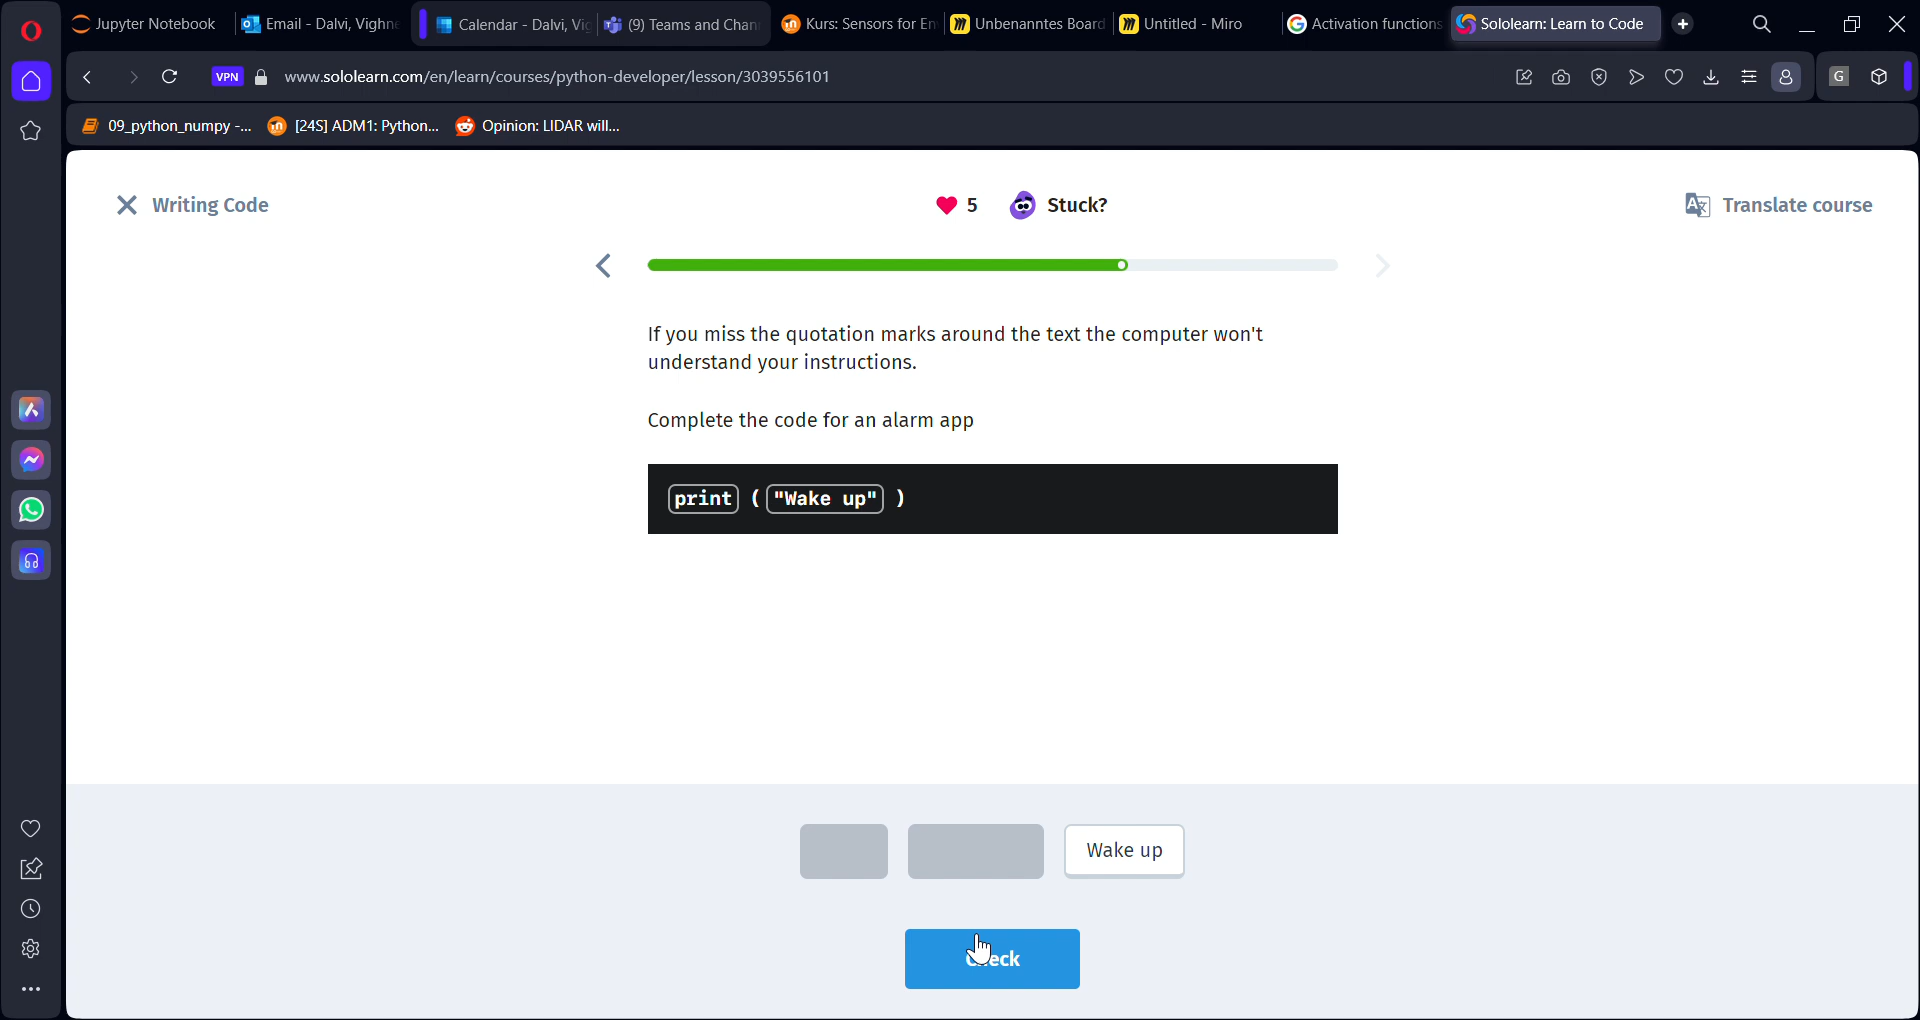 Jupyter Notebook
Email - Dalvi, Vighne
Calendar - Dalvi, Vig
(9) Teams and Chan
Kurs: Sensors for En
Unbenanntes Board
Untitled - Miro
Activation functions
Sololearn: Learn to Code
VPN
www.sololearn.com/en/learn/courses/python-developer/lesson/3039556101
G
09_python_numpy -...
[24S] ADM1: Python...
Opinion: LIDAR will...
Writing Code
5
Stuck?
Translate course
If you miss the quotation marks around the text the computer won't
understand your instructions.
Complete the code for an alarm app
print ( "Wake up" )
Wake up